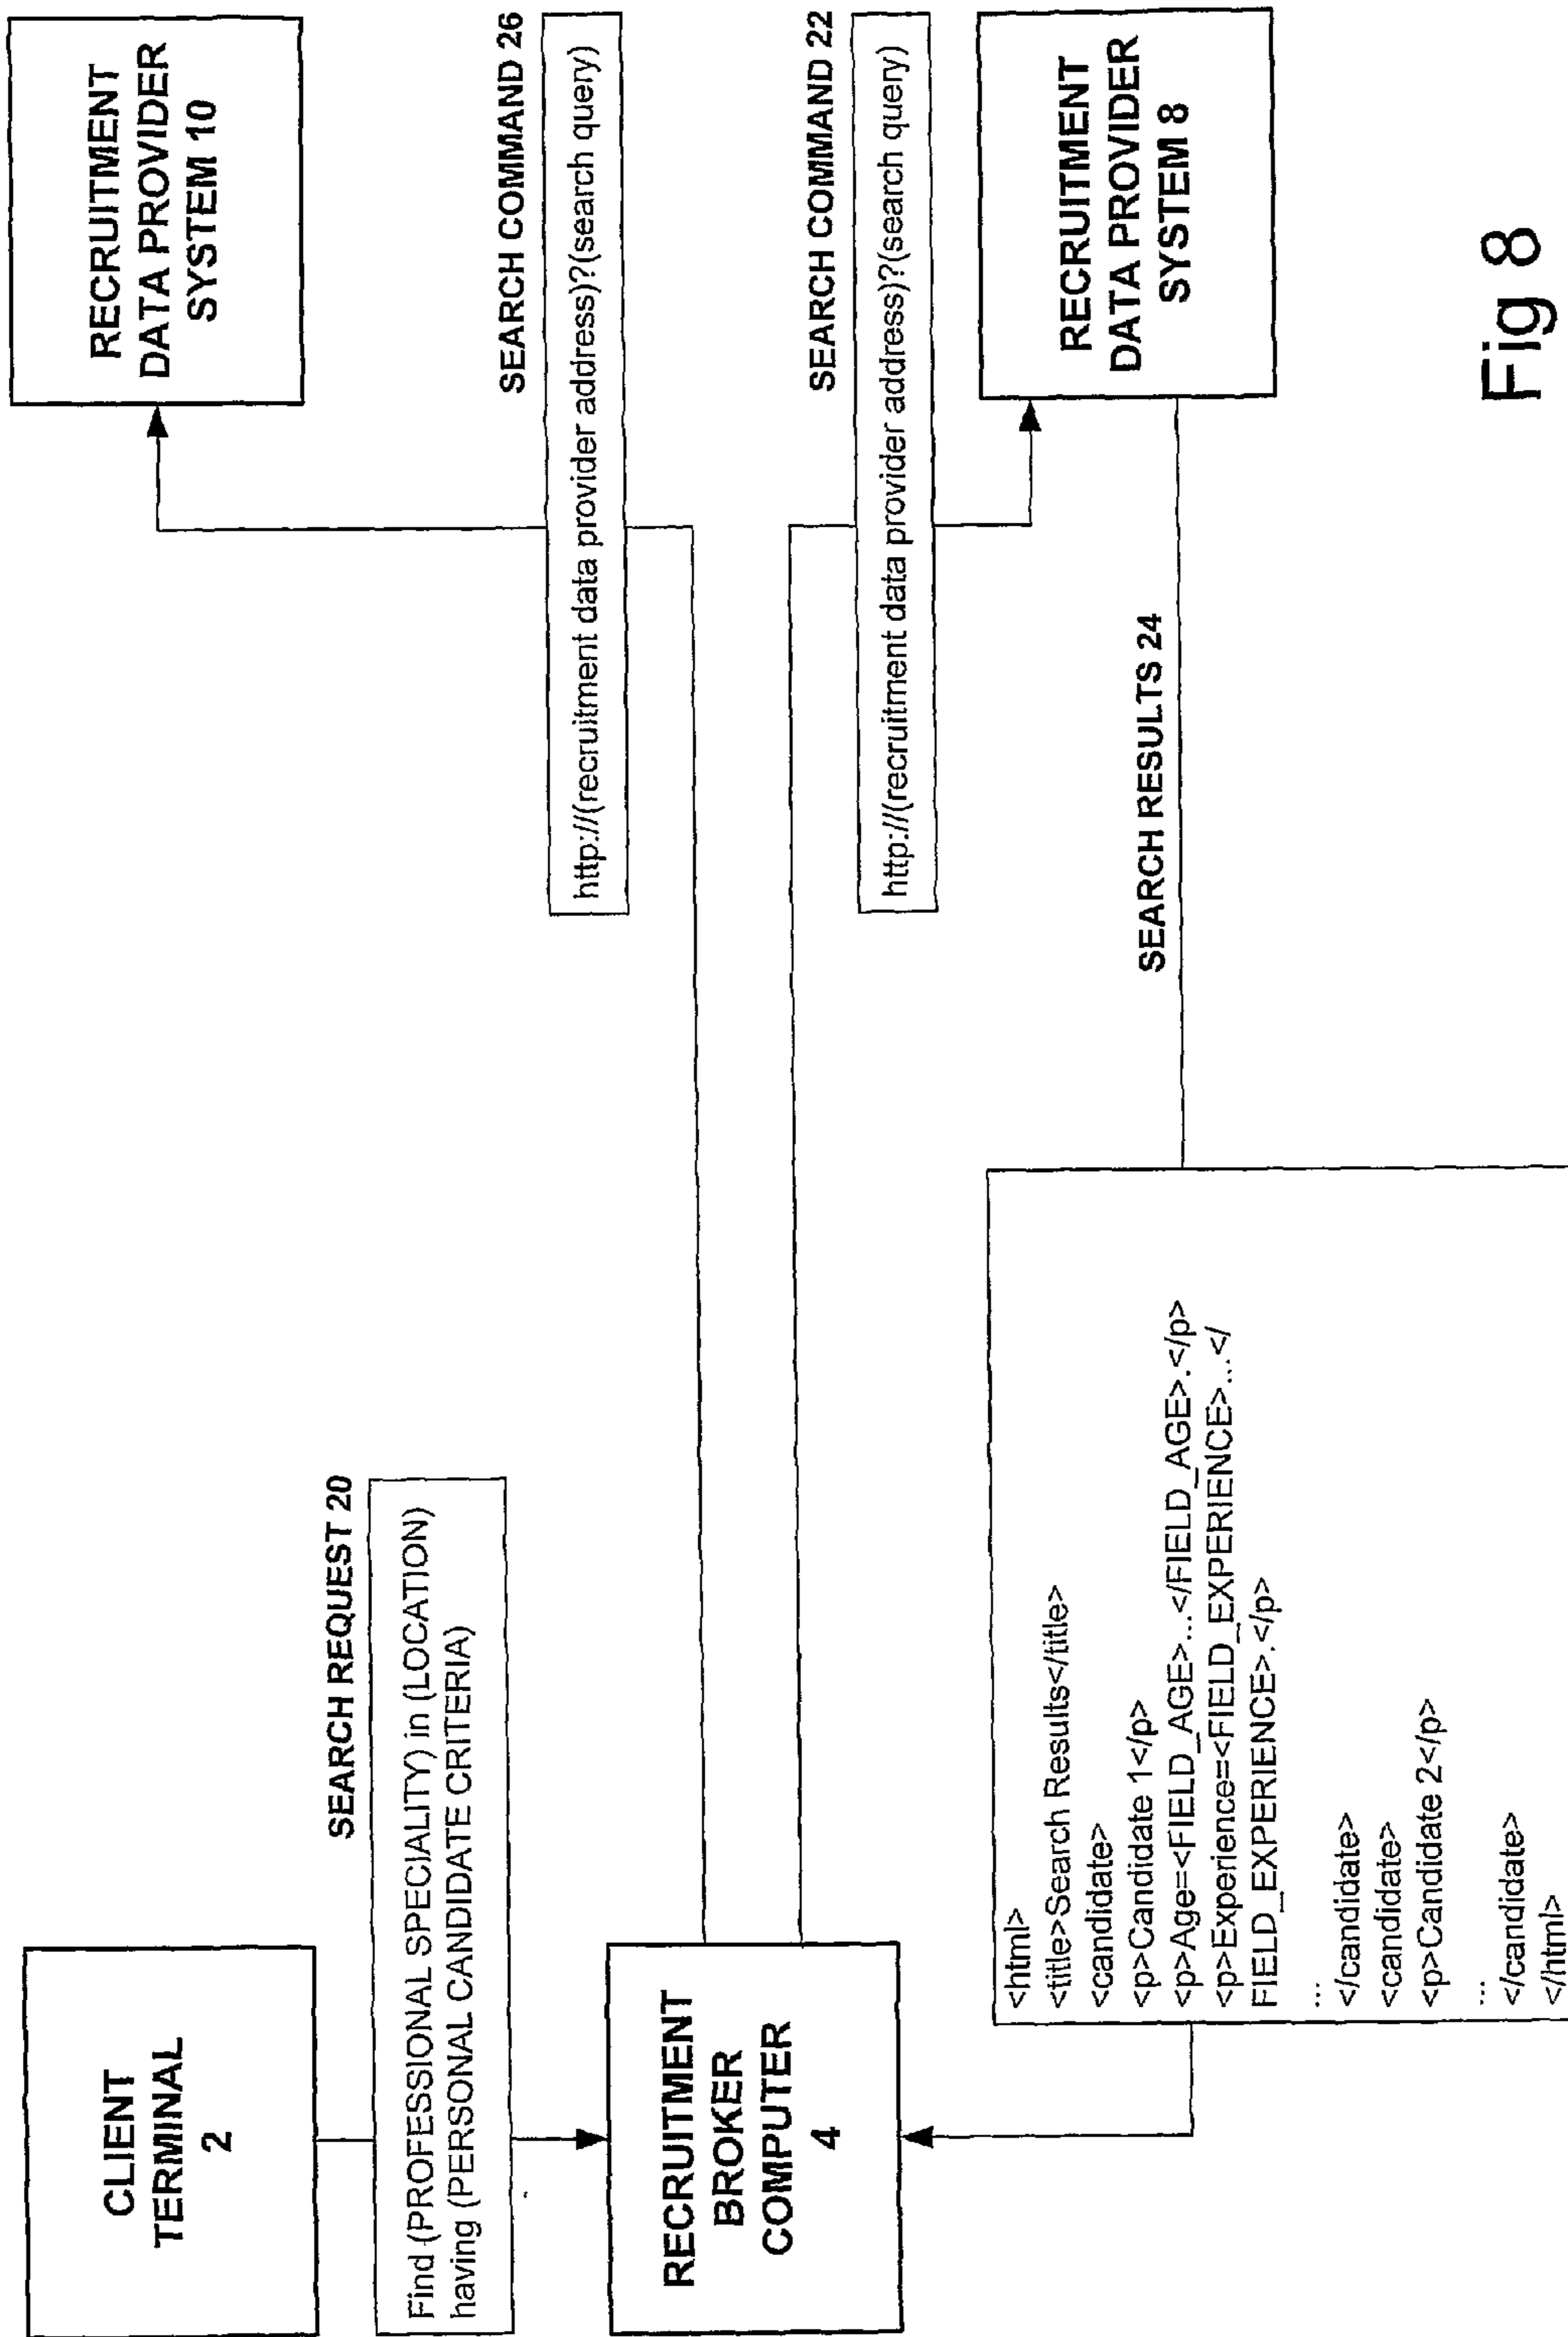 CLIENT
TERMINAL
2
SEARCH REQUEST 20
Find (PROFESSIONAL SPECIALITY) in (LOCATION)
having (PERSONAL CANDIDATE CRITERIA)
RECRUITMENT
BROKER
COMPUTER
4
RECRUITMENT
DATA PROVIDER
SYSTEM 10
SEARCH COMMAND 26
http://(recruitment data provider address)?(search query)
SEARCH COMMAND 22
http://(recruitment data provider address)?(search query)
RECRUITMENT
DATA PROVIDER
SYSTEM 8
SEARCH RESULTS 24
<html>
<title>Search Results</title>
<candidate>
<p>Candidate 1</p>
<p>Age=<FIELD_AGE>...</FIELD_AGE>.</p>
<p>Experience=<FIELD_EXPERIENCE>...</
FIELD_EXPERIENCE>.</p>
...
</candidate>
<candidate>
<p>Candidate 2</p>
...
</candidate>
</html>
Fig 8